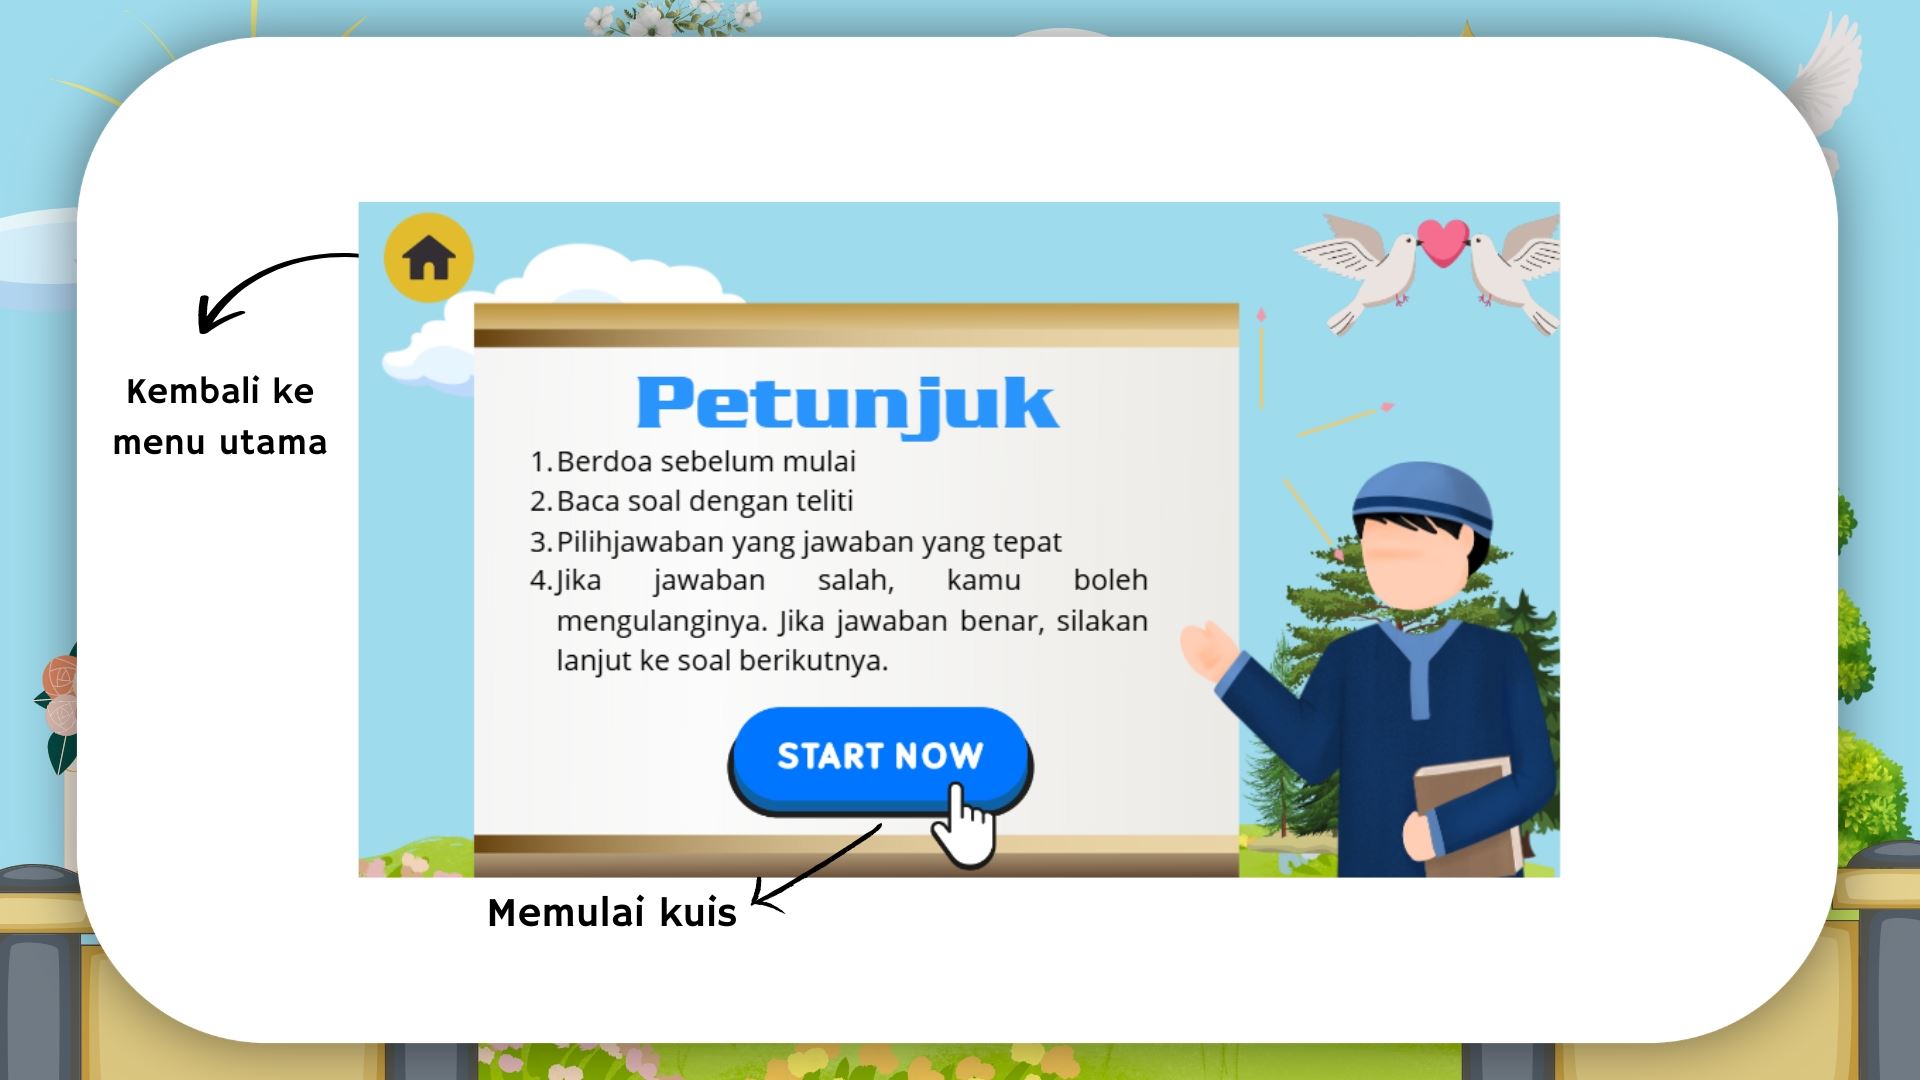 Kembali ke
menu utama
Petunjuk
1. Berdoa sebelum mulai
2. Baca soal dengan teliti
3. Pilihjawaban yang jawaban yang tepat
4. Jika jawaban salah, kamu boleh
mengulanginya. Jika jawaban benar, silakan
lanjut ke soal berikutnya.
START NOW
Memulai kuis